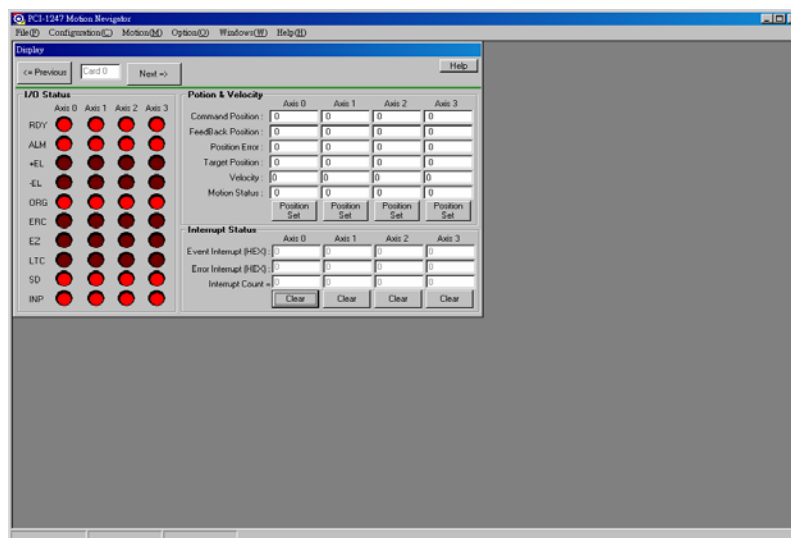 PCI-1247 Motion Nevigator
File(F) Configuration(C) Motion(M) Option(O) Windows(W) Help(H)
Display
<= Previous Card 0 Next => Help
I/O Status
Axis 0 Axis 1 Axis 2 Axis 3
RDY
ALM
+EL
-EL
ORG
ERC
EZ
LTC
SD
INP
Potion & Velocity
Axis 0 Axis 1 Axis 2 Axis 3
Command Position : 0 0 0 0
FeedBack Position : 0 0 0 0
Position Error : 0 0 0 0
Target Position : 0 0 0 0
Velocity : 0 0 0 0
Motion Status : 0 0 0 0
Position Set Position Set Position Set Position Set
Interrupt Status
Axis 0 Axis 1 Axis 2 Axis 3
Event Interrupt (HEX) : 0 0 0 0
Error Interrupt (HEX) : 0 0 0 0
Interrupt Count = 0 0 0 0
Clear Clear Clear Clear